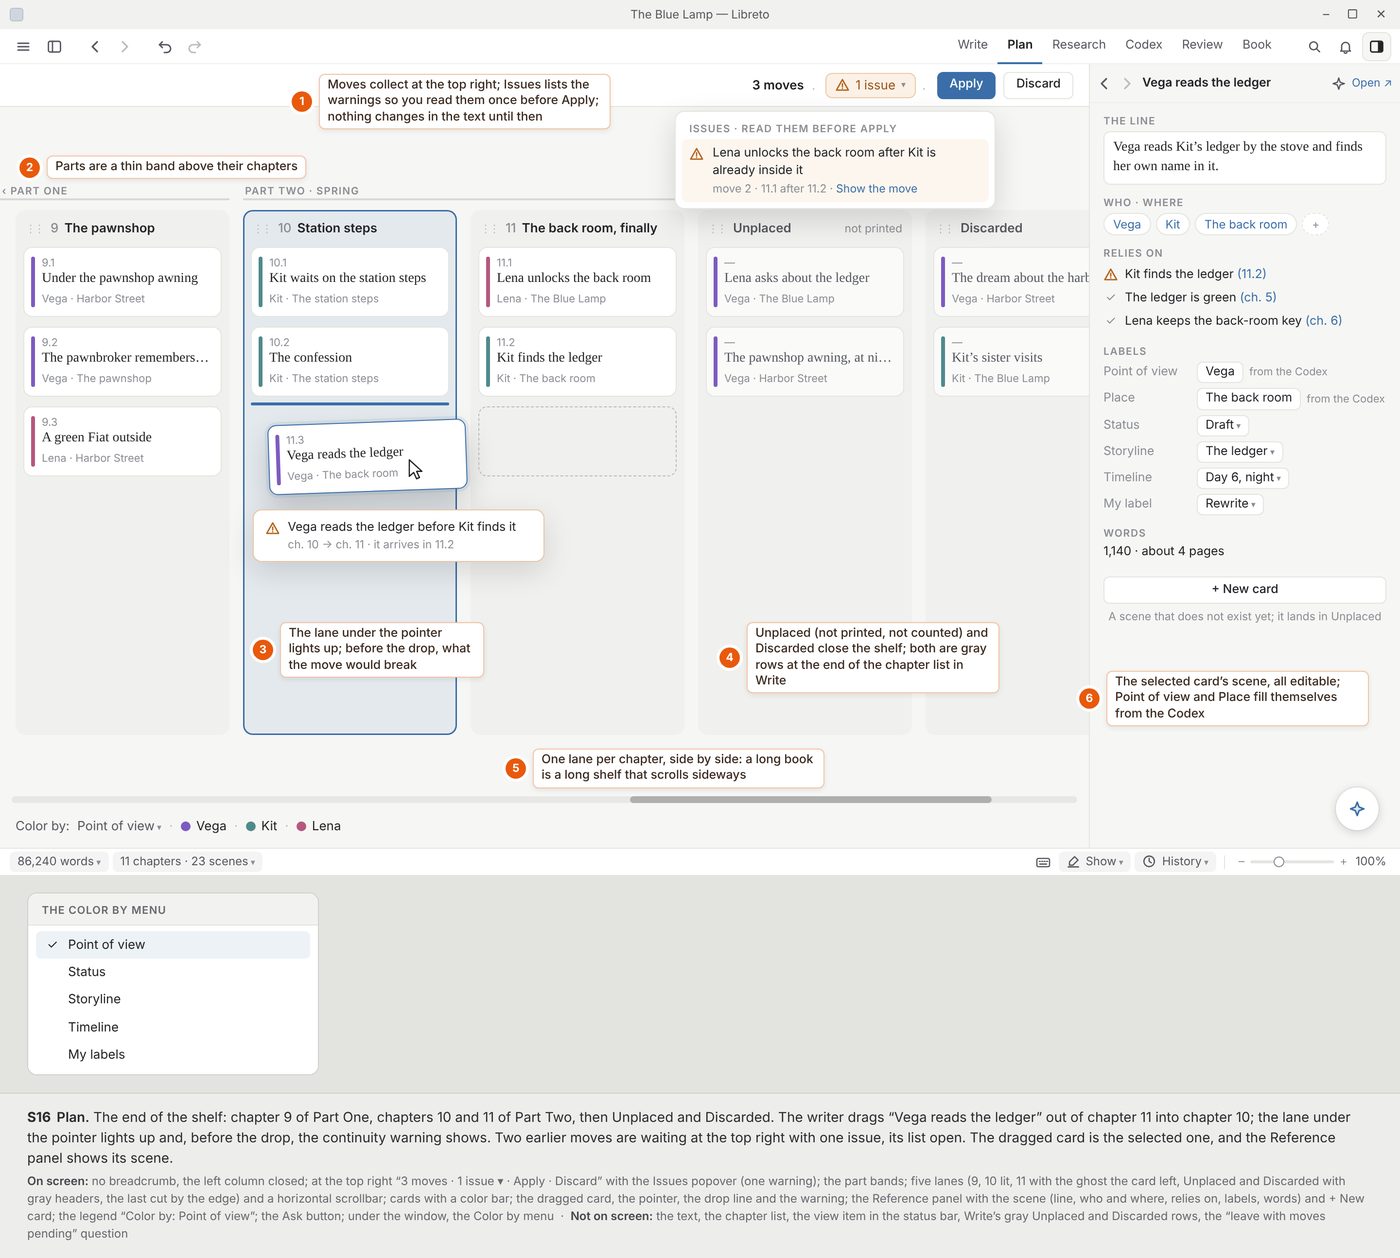 The Blue Lamp — Libreto
Write Plan Research Codex Review Book
1 Moves collect at the top right; Issues lists the
warnings so you read them once before Apply;
nothing changes in the text until then
3 moves · 1 issue ▾ · Apply Discard
ISSUES · READ THEM BEFORE APPLY
Lena unlocks the back room after Kit is
already inside it
move 2 · 11.1 after 11.2 · Show the move
2 Parts are a thin band above their chapters
‹ PART ONE
PART TWO · SPRING
9 The pawnshop
9.1
Under the pawnshop awning
Vega · Harbor Street
9.2
The pawnbroker remembers…
Vega · The pawnshop
9.3
A green Fiat outside
Lena · Harbor Street
10 Station steps
10.1
Kit waits on the station steps
Kit · The station steps
10.2
The confession
Kit · The station steps
11.3
Vega reads the ledger
Vega · The back room
Vega reads the ledger before Kit finds it
ch. 10 → ch. 11 · it arrives in 11.2
3 The lane under the pointer
lights up; before the drop, what
the move would break
11 The back room, finally
11.1
Lena unlocks the back room
Lena · The Blue Lamp
11.2
Kit finds the ledger
Kit · The back room
Unplaced not printed
—
Lena asks about the ledger
Vega · The Blue Lamp
—
The pawnshop awning, at ni…
Vega · Harbor Street
Discarded
—
The dream about the harb
Vega · Harbor Street
—
Kit’s sister visits
Kit · The Blue Lamp
4 Unplaced (not printed, not counted) and
Discarded close the shelf; both are gray
rows at the end of the chapter list in
Write
5 One lane per chapter, side by side: a long book
is a long shelf that scrolls sideways
Color by: Point of view ▾ · Vega · Kit · Lena
Vega reads the ledger Open ↗
THE LINE
Vega reads Kit’s ledger by the stove and finds
her own name in it.
WHO · WHERE
Vega Kit The back room +
RELIES ON
Kit finds the ledger (11.2)
✓ The ledger is green (ch. 5)
✓ Lena keeps the back-room key (ch. 6)
LABELS
Point of view Vega from the Codex
Place The back room from the Codex
Status Draft ▾
Storyline The ledger ▾
Timeline Day 6, night ▾
My label Rewrite ▾
WORDS
1,140 · about 4 pages
+ New card
A scene that does not exist yet; it lands in Unplaced
6 The selected card’s scene, all editable;
Point of view and Place fill themselves
from the Codex
86,240 words ▾ 11 chapters · 23 scenes ▾ Show ▾ History ▾ − + 100%
THE COLOR BY MENU
✓ Point of view
Status
Storyline
Timeline
My labels
S16 Plan. The end of the shelf: chapter 9 of Part One, chapters 10 and 11 of Part Two, then Unplaced and Discarded. The writer drags “Vega reads the ledger” out of chapter 11 into chapter 10; the lane under
the pointer lights up and, before the drop, the continuity warning shows. Two earlier moves are waiting at the top right with one issue, its list open. The dragged card is the selected one, and the Reference
panel shows its scene.
On screen: no breadcrumb, the left column closed; at the top right “3 moves · 1 issue ▾ · Apply · Discard” with the Issues popover (one warning); the part bands; five lanes (9, 10 lit, 11 with the ghost the card left, Unplaced and Discarded with
gray headers, the last cut by the edge) and a horizontal scrollbar; cards with a color bar; the dragged card, the pointer, the drop line and the warning; the Reference panel with the scene (line, who and where, relies on, labels, words) and + New
card; the legend “Color by: Point of view”; the Ask button; under the window, the Color by menu · Not on screen: the text, the chapter list, the view item in the status bar, Write’s gray Unplaced and Discarded rows, the “leave with moves
pending” question